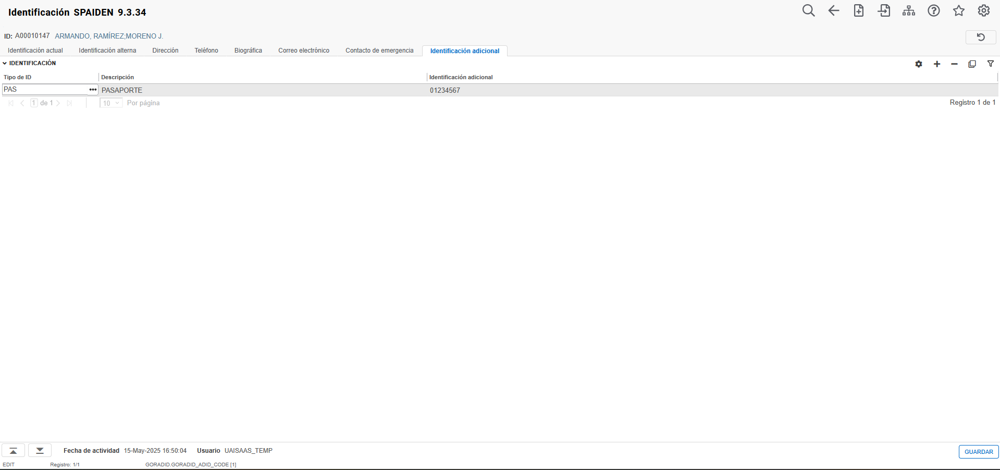 Identificación SPAIDEN 9.3.34
ID: A00010147 ARMANDO, RAMÍREZ;MORENO J.
Identificación actual Identificación alterna Dirección Teléfono Biográfica Correo electrónico Contacto de emergencia Identificación adicional
IDENTIFICACIÓN
Tipo de ID Descripción Identificación adicional
PAS PASAPORTE 01234567
1 de 1 10 Por página Registro 1 de 1
Fecha de actividad 15-May-2025 16:50:04 Usuario UAISAAS_TEMP
GUARDAR
EDIT Registro: 1/1 GORADID.GORADID_ADID_CODE [1]